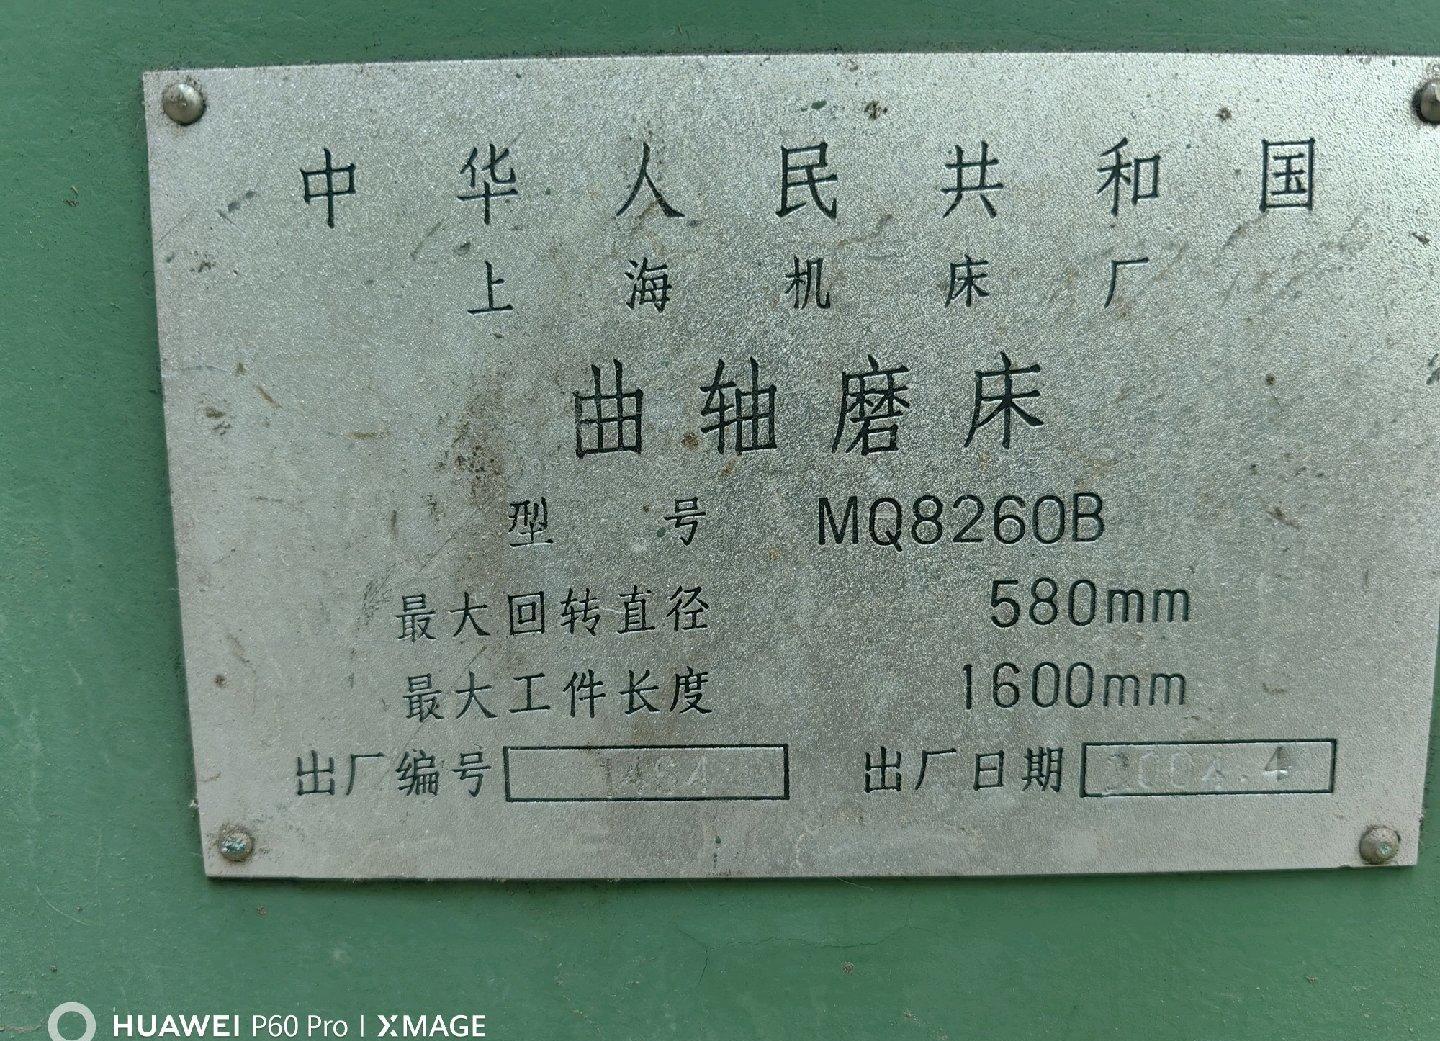 中华人民共和国
上海机床厂
曲轴磨床
型号 MQ8260B
最大回转直径 580mm
最大工件长度 1600mm
出厂编号 1484 出厂日期
HUAWEI P60 Pro | XMAGE